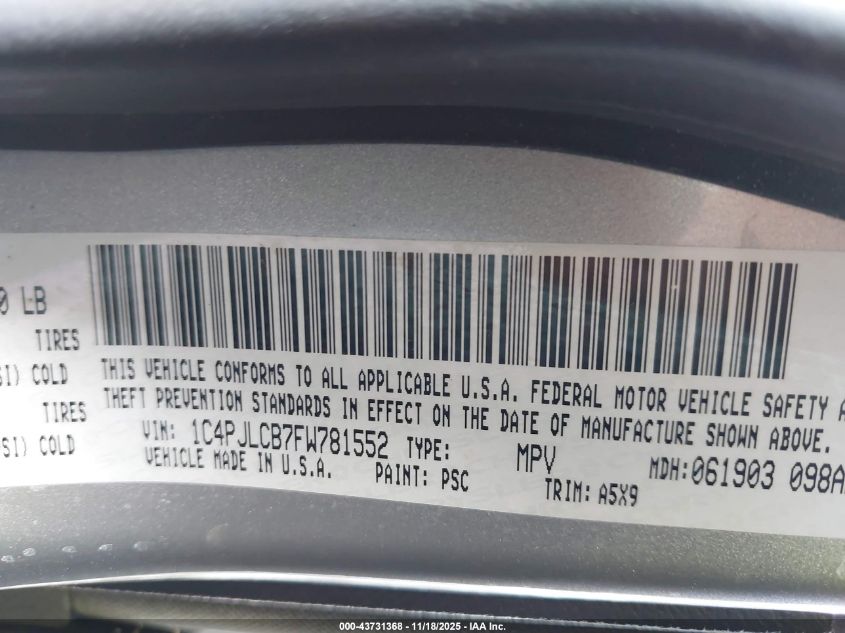 0 LB
TIRES
SI) COLD
TIRES
SI) COLD
THIS VEHICLE CONFORMS TO ALL APPLICABLE U.S.A. FEDERAL MOTOR VEHICLE SAFETY A
THEFT PREVENTION STANDARDS IN EFFECT ON THE DATE OF MANUFACTURE SHOWN ABOVE.
VIN: 1C4PJLCB7FW781552 TYPE: MPV MDH: 061903 098A
VEHICLE MADE IN U.S.A. PAINT: PSC TRIM: A5X9
000-43731368 - 11/18/2025 - IAA Inc.